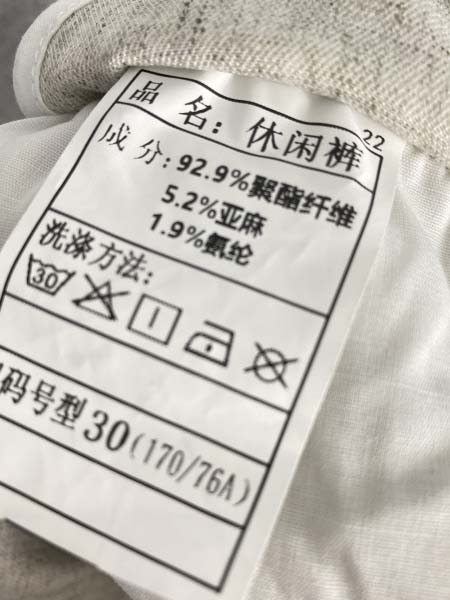 22
品 名：休闲裤
成 分：92.9%聚酯纤维
5.2%亚麻
1.9%氨纶
洗涤方法：
30
码号型 30(170/76A)